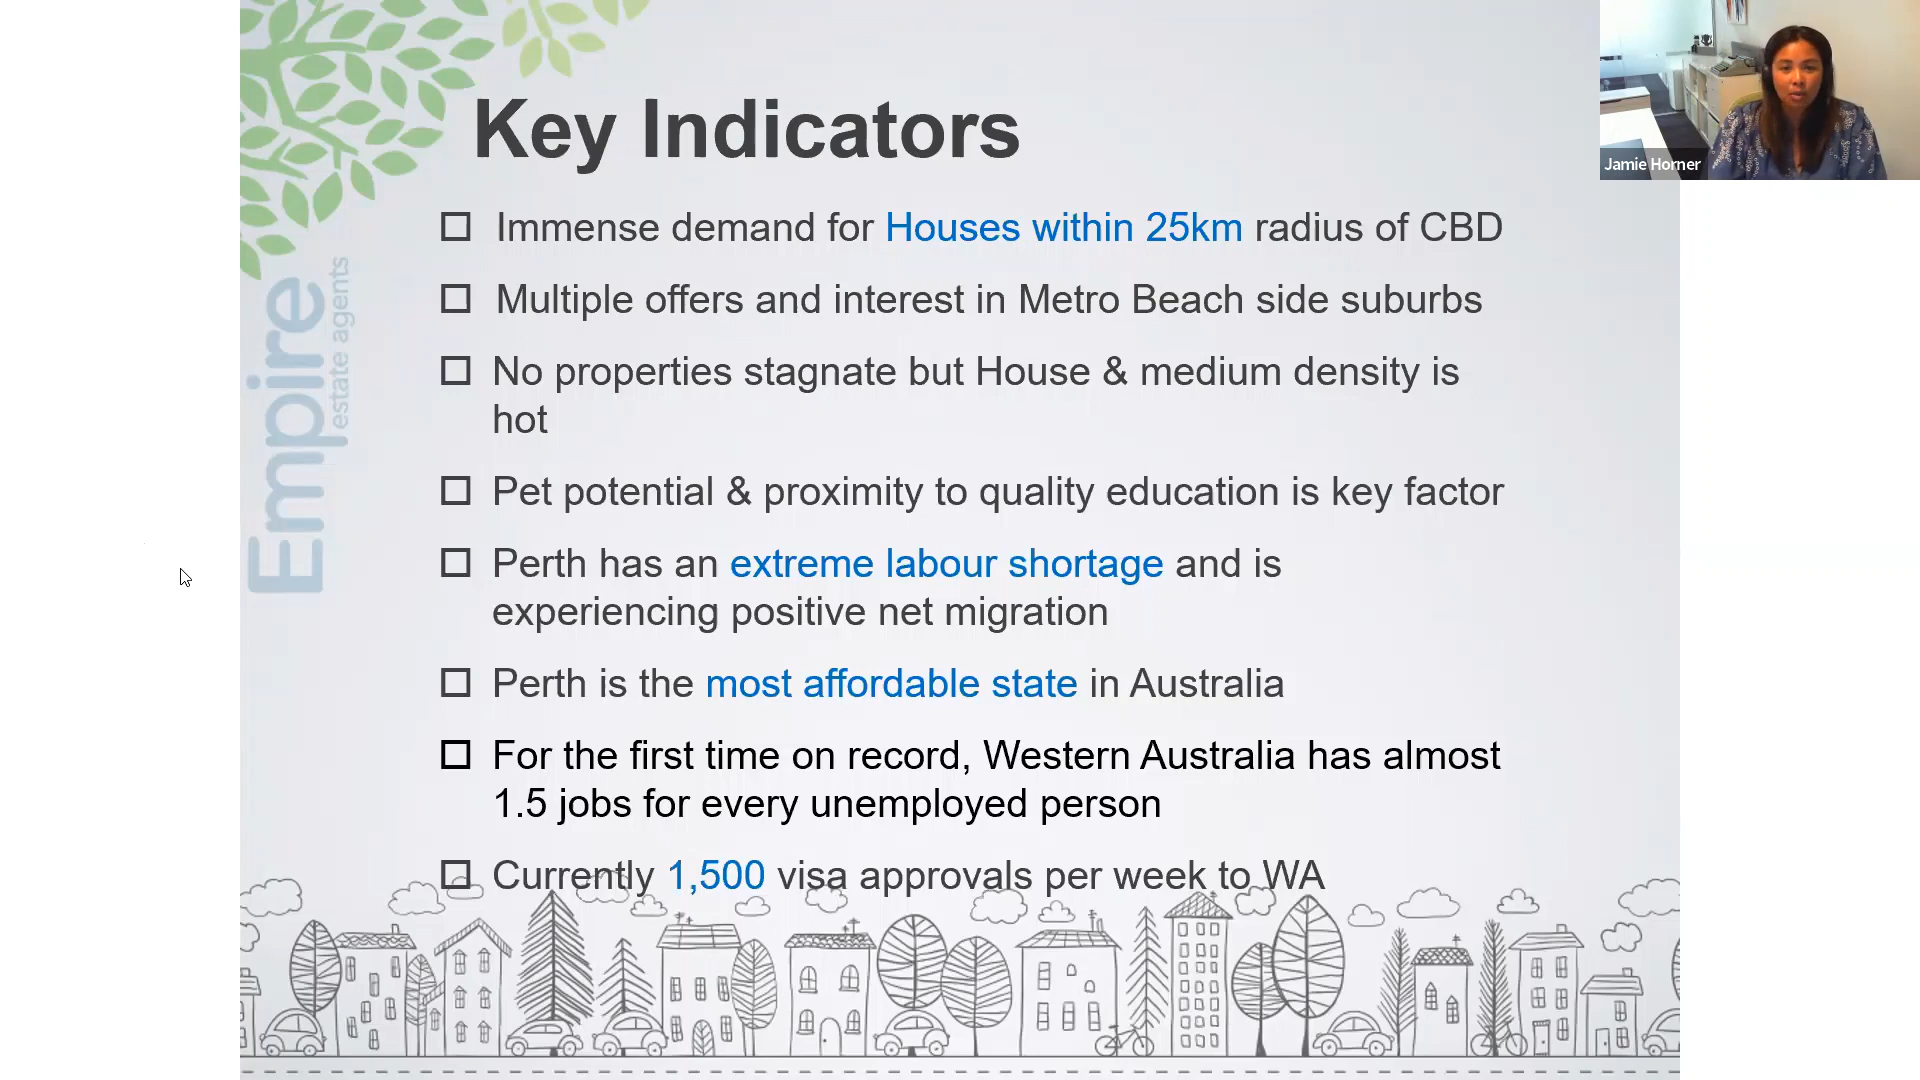 Key Indicators
Immense demand for Houses within 25km radius of CBD
Multiple offers and interest in Metro Beach side suburbs
No properties stagnate but House & medium density is
hot
Pet potential & proximity to quality education is key factor
Perth has an extreme labour shortage and is
experiencing positive net migration
Perth is the most affordable state in Australia
For the first time on record, Western Australia has almost
1.5 jobs for every unemployed person
Currently 1,500 visa approvals per week to WA
Empire
estate agents
Jamie Horner